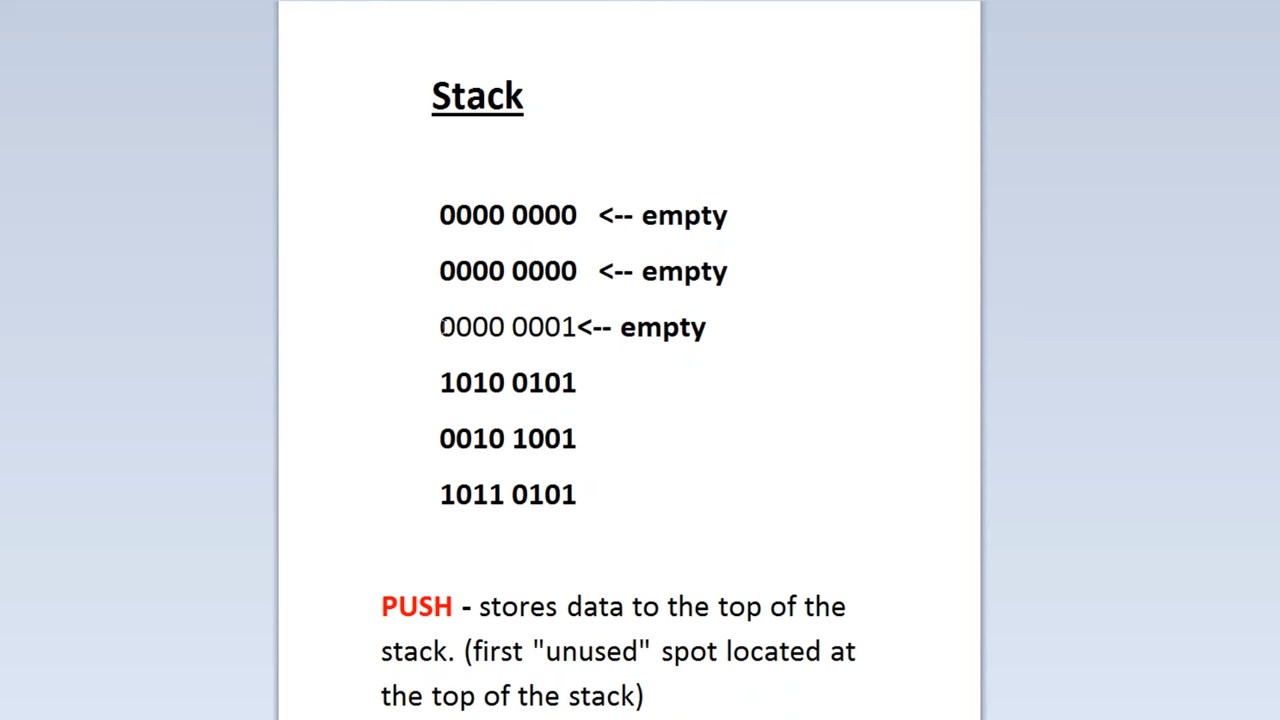 Stack
0000 0000 <-- empty
0000 0000 <-- empty
0000 0001<-- empty
1010 0101
0010 1001
1011 0101
PUSH - stores data to the top of the
stack. (first "unused" spot located at
the top of the stack)